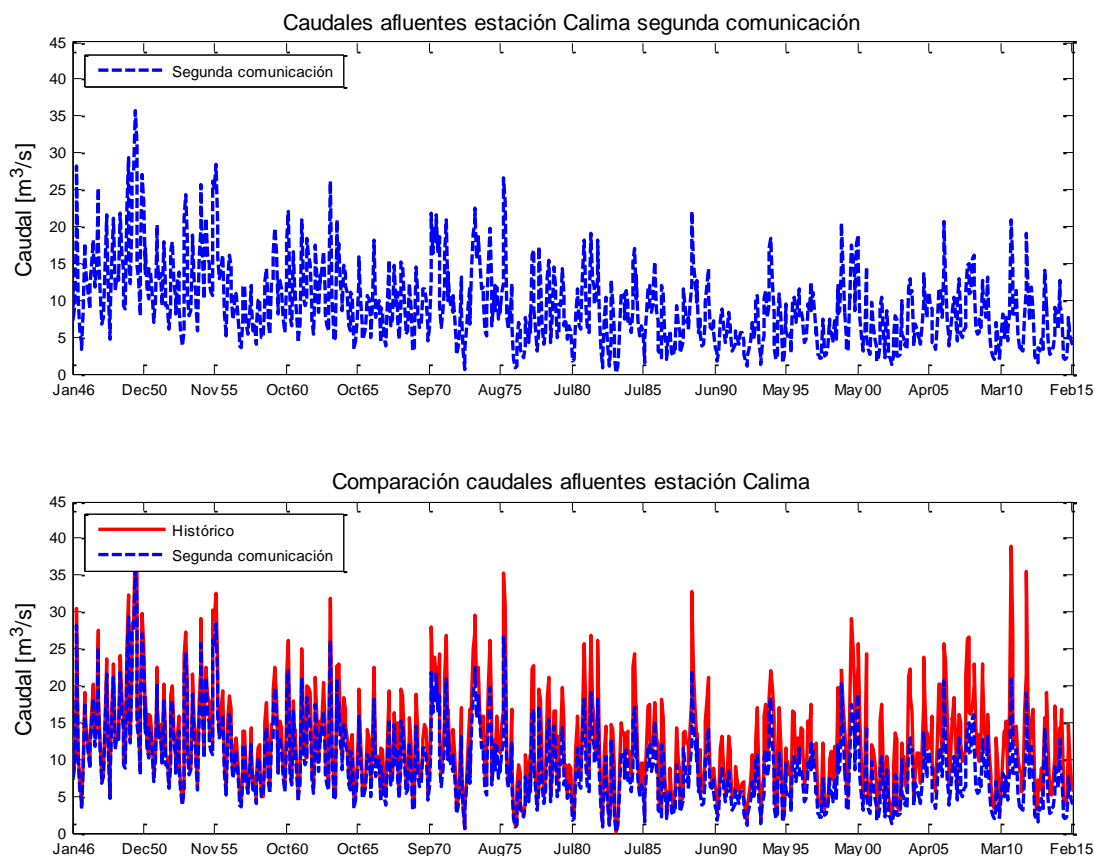 Caudales afluentes estación Calima segunda comunicación
45
40
35
30
25
20
15
10
5
0
Caudal [m³/s]
Segunda comunicación
Jan46 Dec50 Nov55 Oct60 Oct65 Sep70 Aug75 Jul80 Jul85 Jun90 May95 May00 Apr05 Mar10 Feb15
Comparación caudales afluentes estación Calima
45
40
35
30
25
20
15
10
5
0
Caudal [m³/s]
Histórico
Segunda comunicación
Jan46 Dec50 Nov55 Oct60 Oct65 Sep70 Aug75 Jul80 Jul85 Jun90 May95 May00 Apr05 Mar10 Feb15